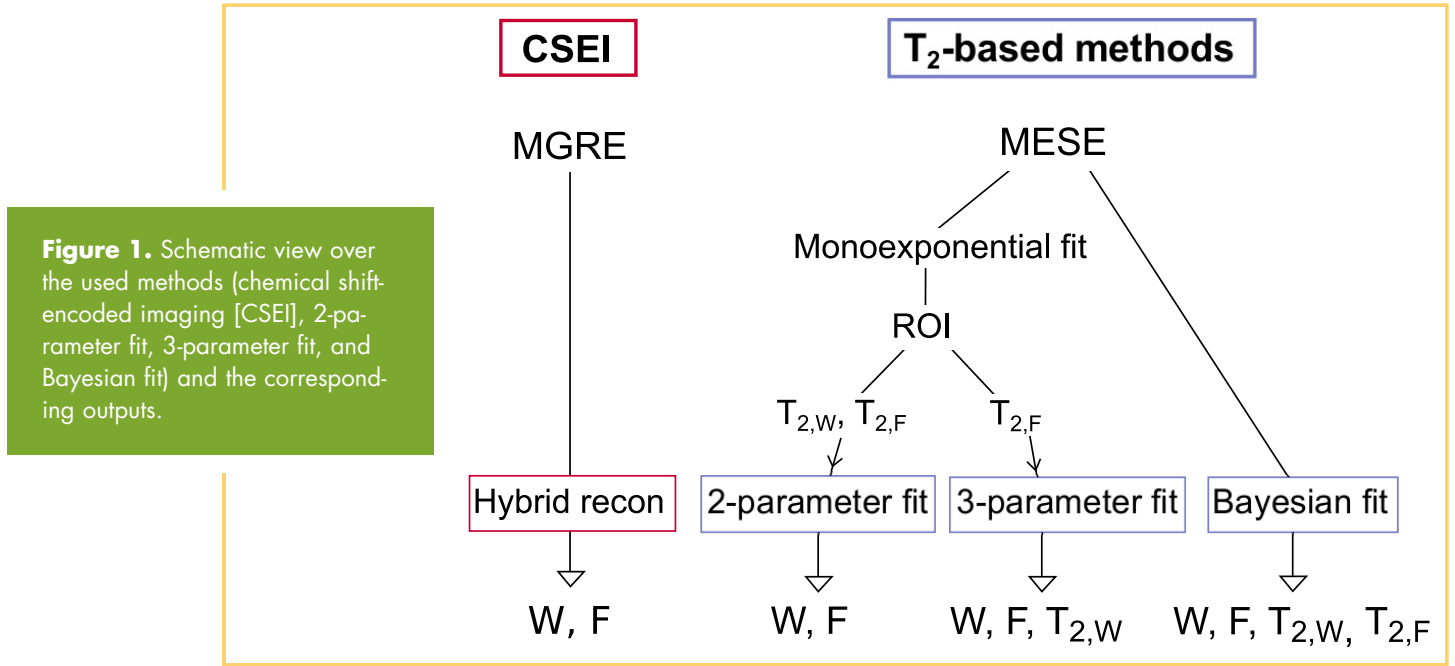 CSEI
T2-based methods
MGRE
MESE
Monoexponential fit
ROI
T2,W, T2,F
T2,F
Hybrid recon
2-parameter fit
3-parameter fit
Bayesian fit
W, F
W, F
W, F, T2,W
W, F, T2,W, T2,F
Figure 1. Schematic view over
the used methods (chemical shift-
encoded imaging [CSEI], 2-pa-
rameter fit, 3-parameter fit, and
Bayesian fit) and the correspond-
ing outputs.